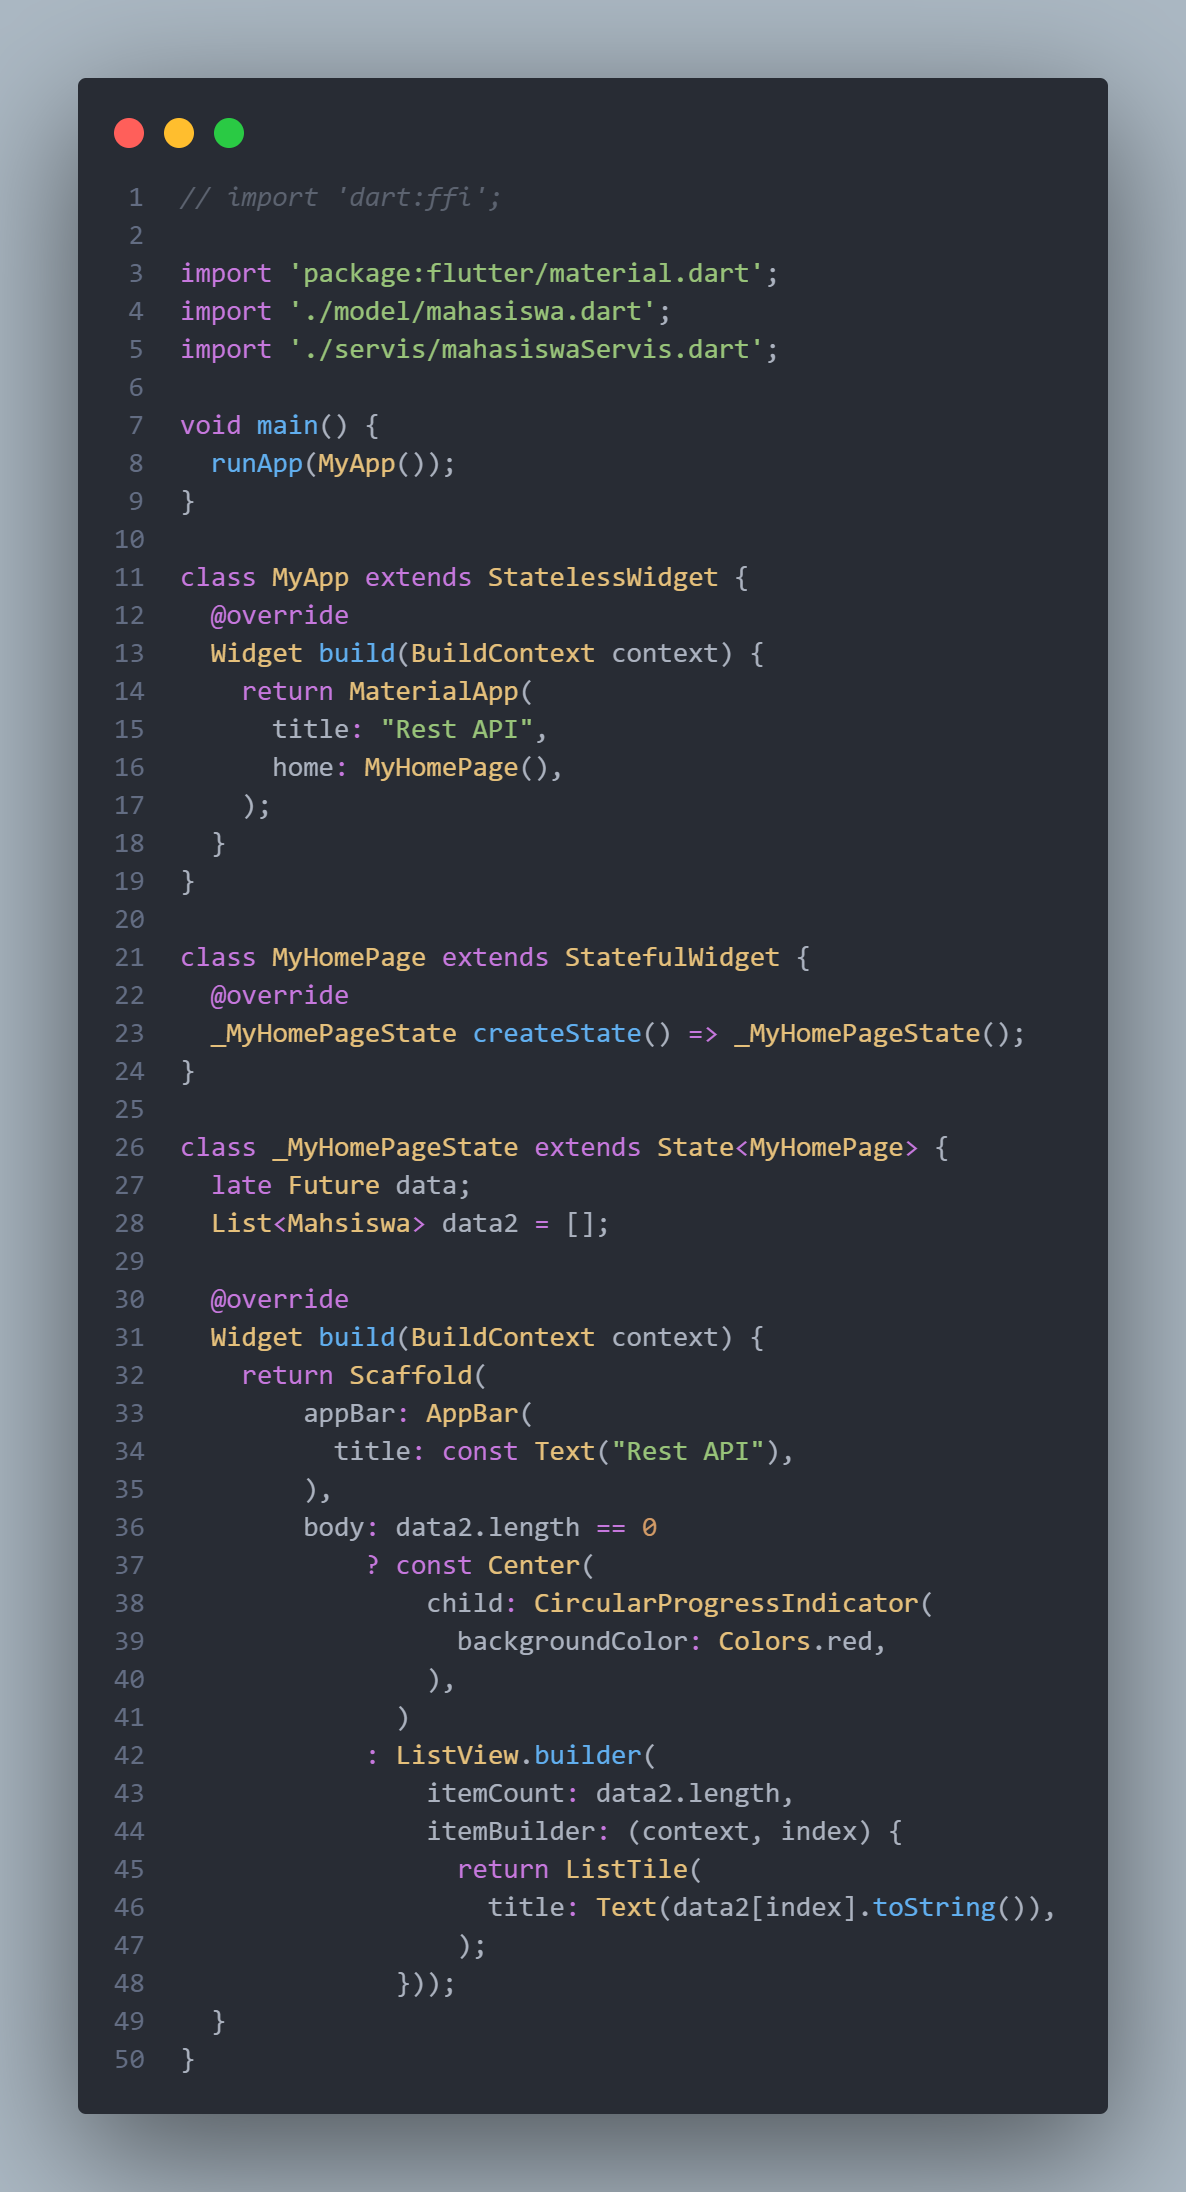 1 // import 'dart:ffi';
2
3 import 'package:flutter/material.dart';
4 import './model/mahasiswa.dart';
5 import './servis/mahasiswaServis.dart';
6
7 void main() {
8   runApp(MyApp());
9 }
10
11 class MyApp extends StatelessWidget {
12   @override
13   Widget build(BuildContext context) {
14     return MaterialApp(
15       title: "Rest API",
16       home: MyHomePage(),
17     );
18   }
19 }
20
21 class MyHomePage extends StatefulWidget {
22   @override
23   _MyHomePageState createState() => _MyHomePageState();
24 }
25
26 class _MyHomePageState extends State<MyHomePage> {
27   late Future data;
28   List<Mahsiswa> data2 = [];
29
30   @override
31   Widget build(BuildContext context) {
32     return Scaffold(
33         appBar: AppBar(
34           title: const Text("Rest API"),
35         ),
36         body: data2.length == 0
37             ? const Center(
38                 child: CircularProgressIndicator(
39                   backgroundColor: Colors.red,
40                 ),
41               )
42             : ListView.builder(
43                 itemCount: data2.length,
44                 itemBuilder: (context, index) {
45                   return ListTile(
46                     title: Text(data2[index].toString()),
47                   );
48               }));
49   }
50 }